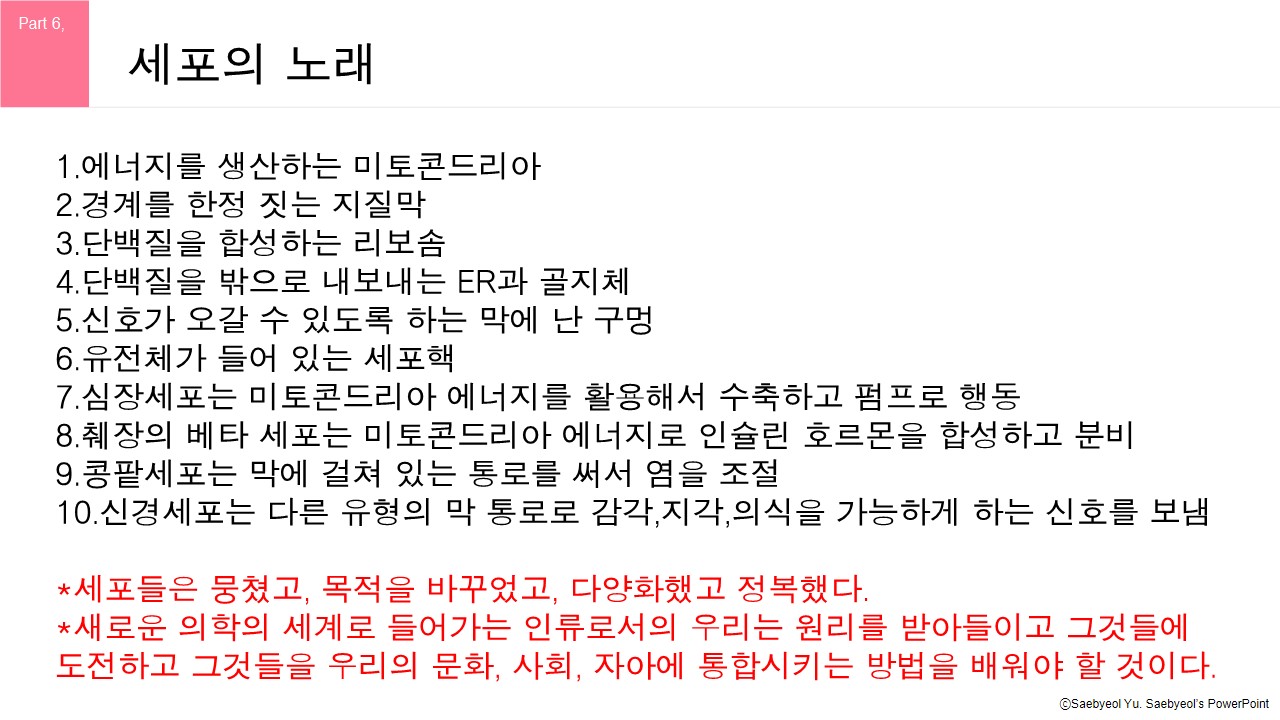 Part 6,
세포의 노래
1.에너지를 생산하는 미토콘드리아
2.경계를 한정 짓는 지질막
3.단백질을 합성하는 리보솜
4.단백질을 밖으로 내보내는 ER과 골지체
5.신호가 오갈 수 있도록 하는 막에 난 구멍
6.유전체가 들어 있는 세포핵
7.심장세포는 미토콘드리아 에너지를 활용해서 수축하고 펌프로 행동
8.췌장의 베타 세포는 미토콘드리아 에너지로 인슐린 호르몬을 합성하고 분비
9.콩팥세포는 막에 걸쳐 있는 통로를 써서 염을 조절
10.신경세포는 다른 유형의 막 통로로 감각,지각,의식을 가능하게 하는 신호를 보냄
*세포들은 뭉쳤고, 목적을 바꾸었고, 다양화했고 정복했다.
*새로운 의학의 세계로 들어가는 인류로서의 우리는 원리를 받아들이고 그것들에
도전하고 그것들을 우리의 문화, 사회, 자아에 통합시키는 방법을 배워야 할 것이다.
ⓒSaebyeol Yu. Saebyeol's PowerPoint